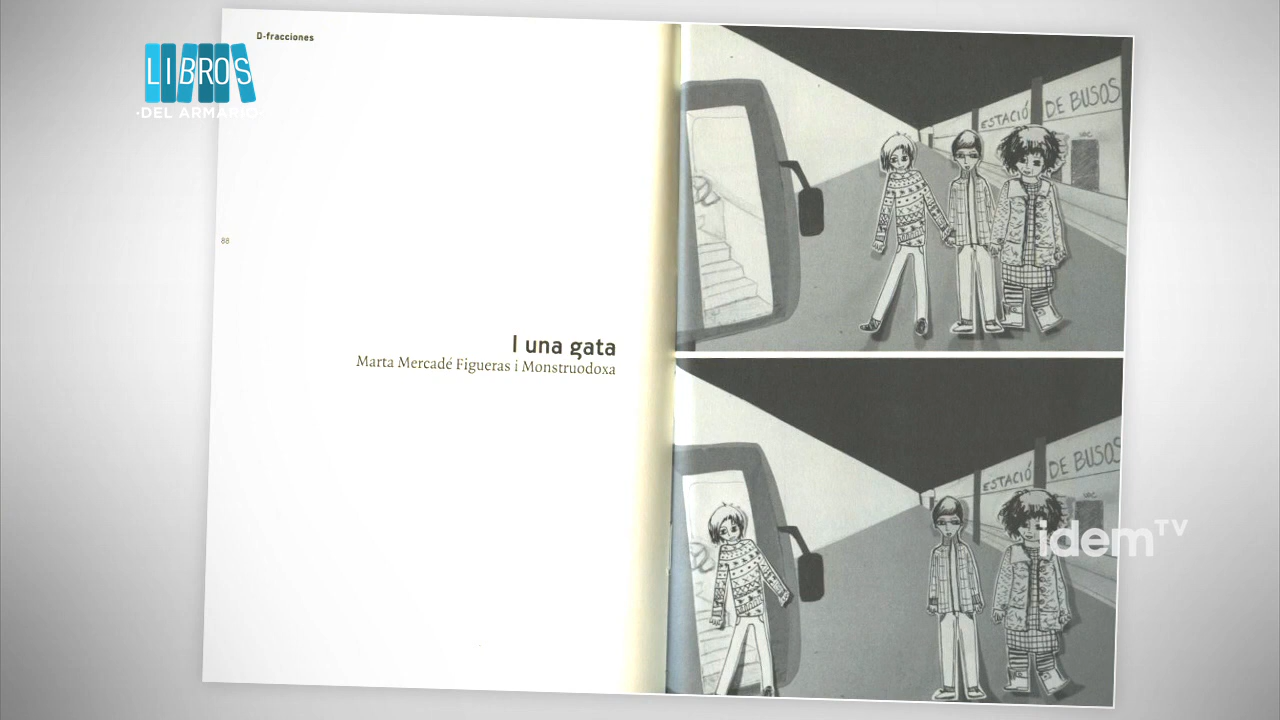 D-fracciones
LIBROS
·DEL ARMARIO·
88
I una gata
Marta Mercadé Figueras i Monstruodoxa
ESTACIÓ DE BUSOS
ESTACIÓ DE BUSOS
idem TV